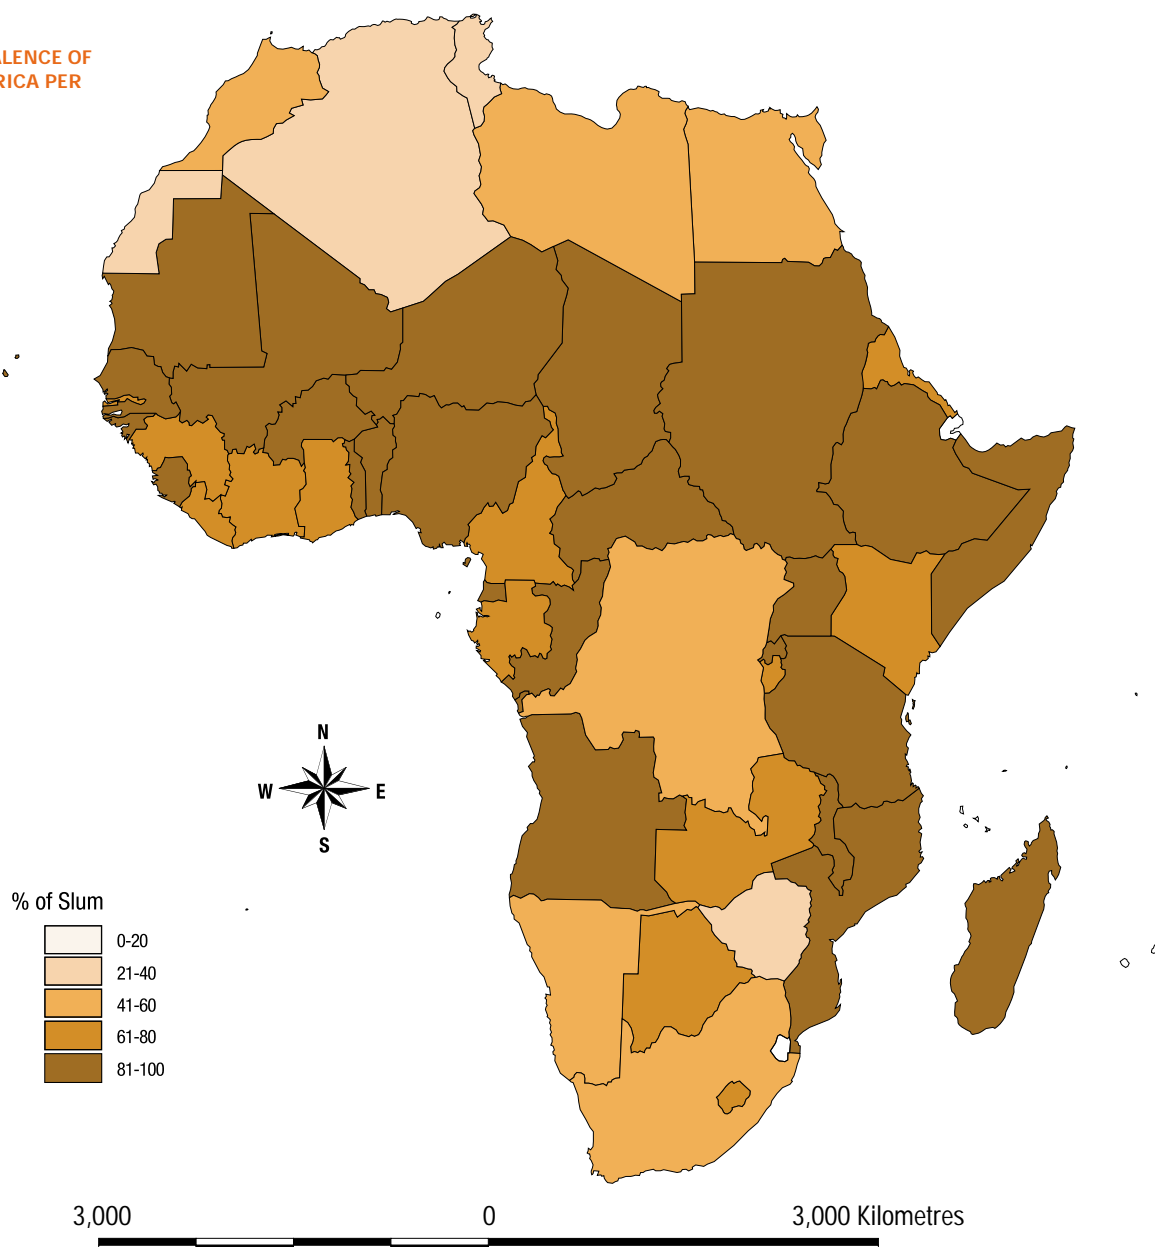 ALENCE OF
RICA PER
N
W E
S
% of Slum
0-20
21-40
41-60
61-80
81-100
3,000 0 3,000 Kilometres